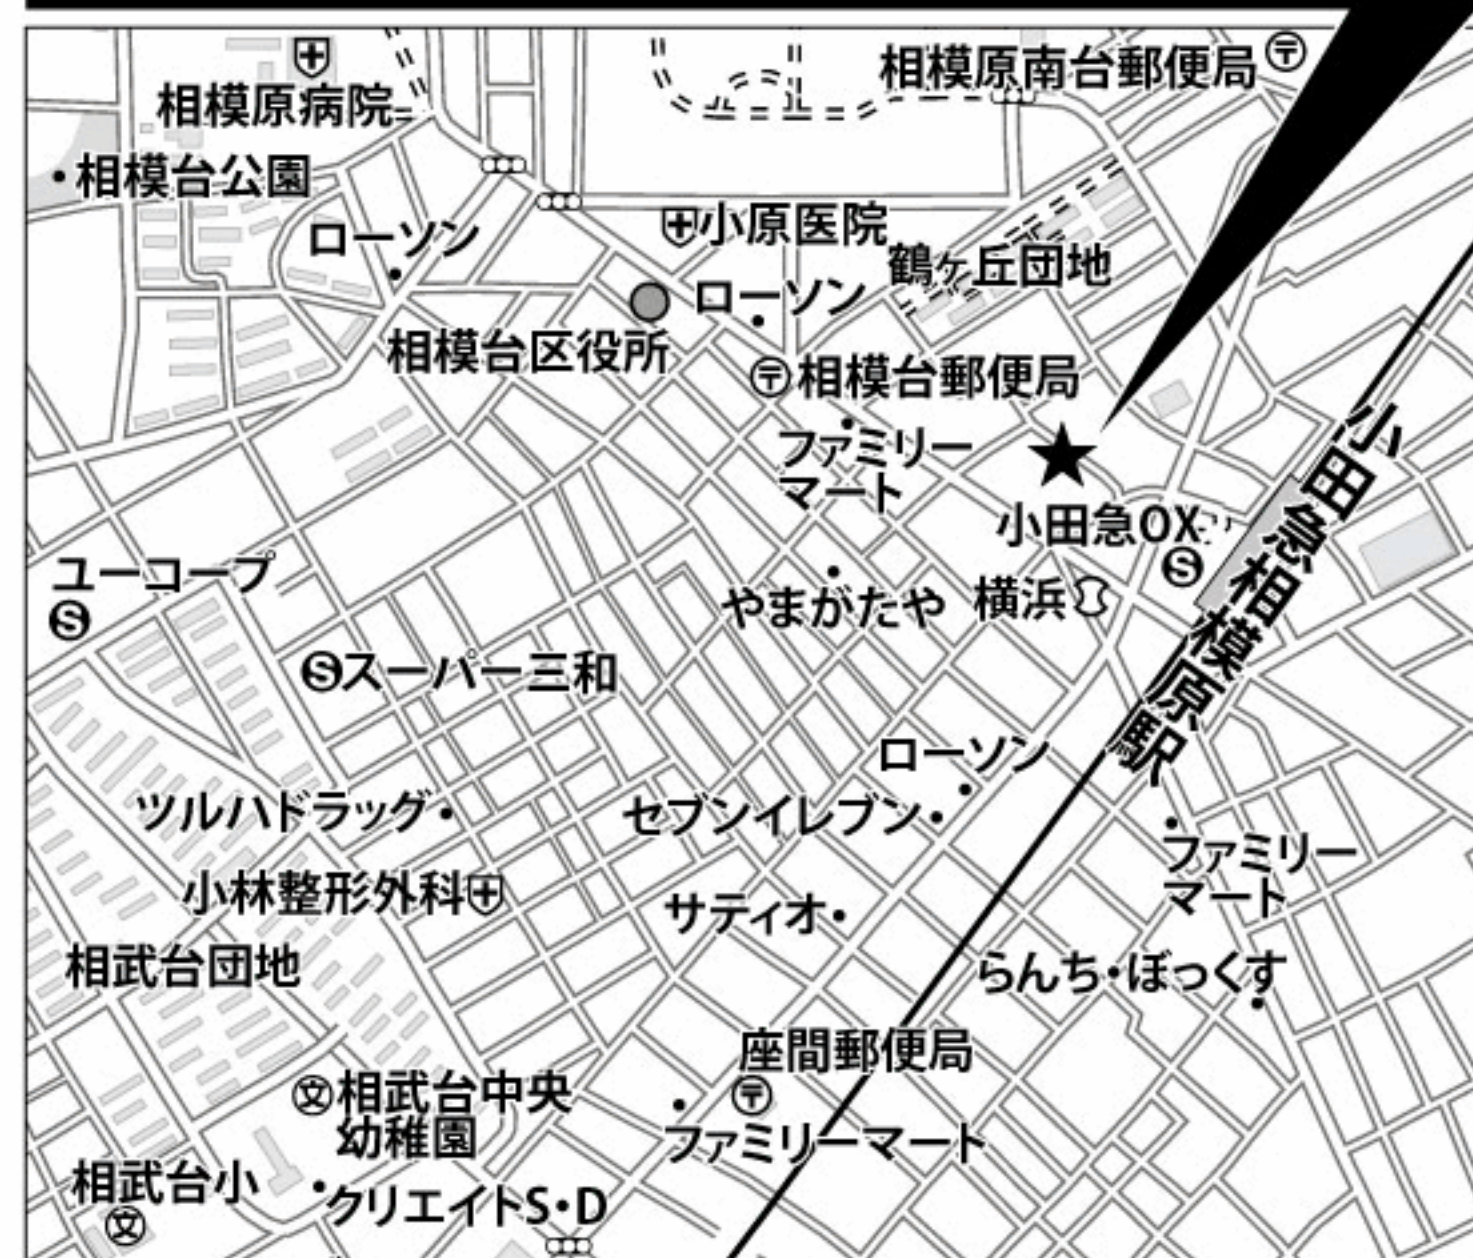 相模原南台郵便局
相模原病院
相模台公園
ローソン
小原医院
鶴ヶ丘団地
ローソン
相模台区役所
相模台郵便局
ファミリー
マート
小田急OX
小田急相模原駅
ユーコープ
S
S
やまがたや
横浜
Sスーパー三和
ローソン
ツルハドラッグ
セブンイレブン
ファミリー
マート
小林整形外科
サティオ
相武台団地
らんち・ぼっくす
座間郵便局
文相武台中央
幼稚園
ファミリーマート
相武台小
文
クリエイトS・D